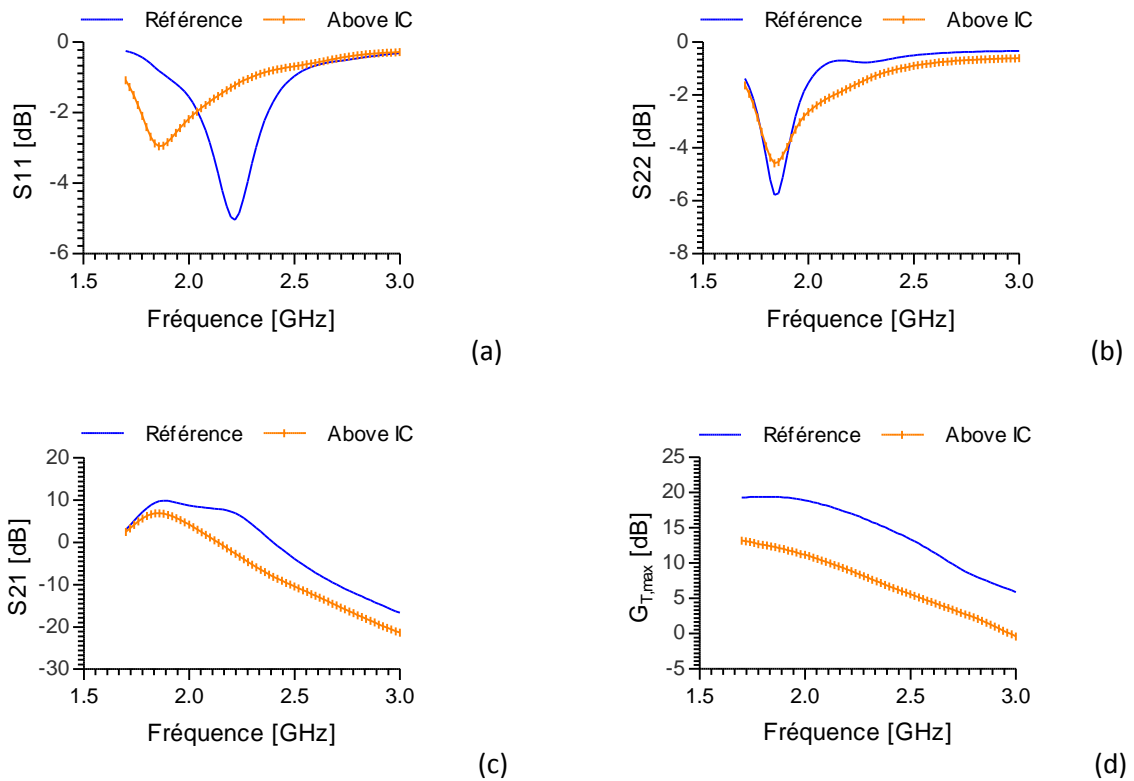 Référence Above IC
S11 [dB]
0
-2
-4
-6
1.5 2.0 2.5 3.0
Fréquence [GHz]
(a)
Référence Above IC
S22 [dB]
0
-2
-4
-6
-8
1.5 2.0 2.5 3.0
Fréquence [GHz]
(b)
Référence Above IC
S21 [dB]
20
10
0
-10
-20
-30
1.5 2.0 2.5 3.0
Fréquence [GHz]
(c)
Référence Above IC
GT,max [dB]
25
20
15
10
5
0
-5
1.5 2.0 2.5 3.0
Fréquence [GHz]
(d)